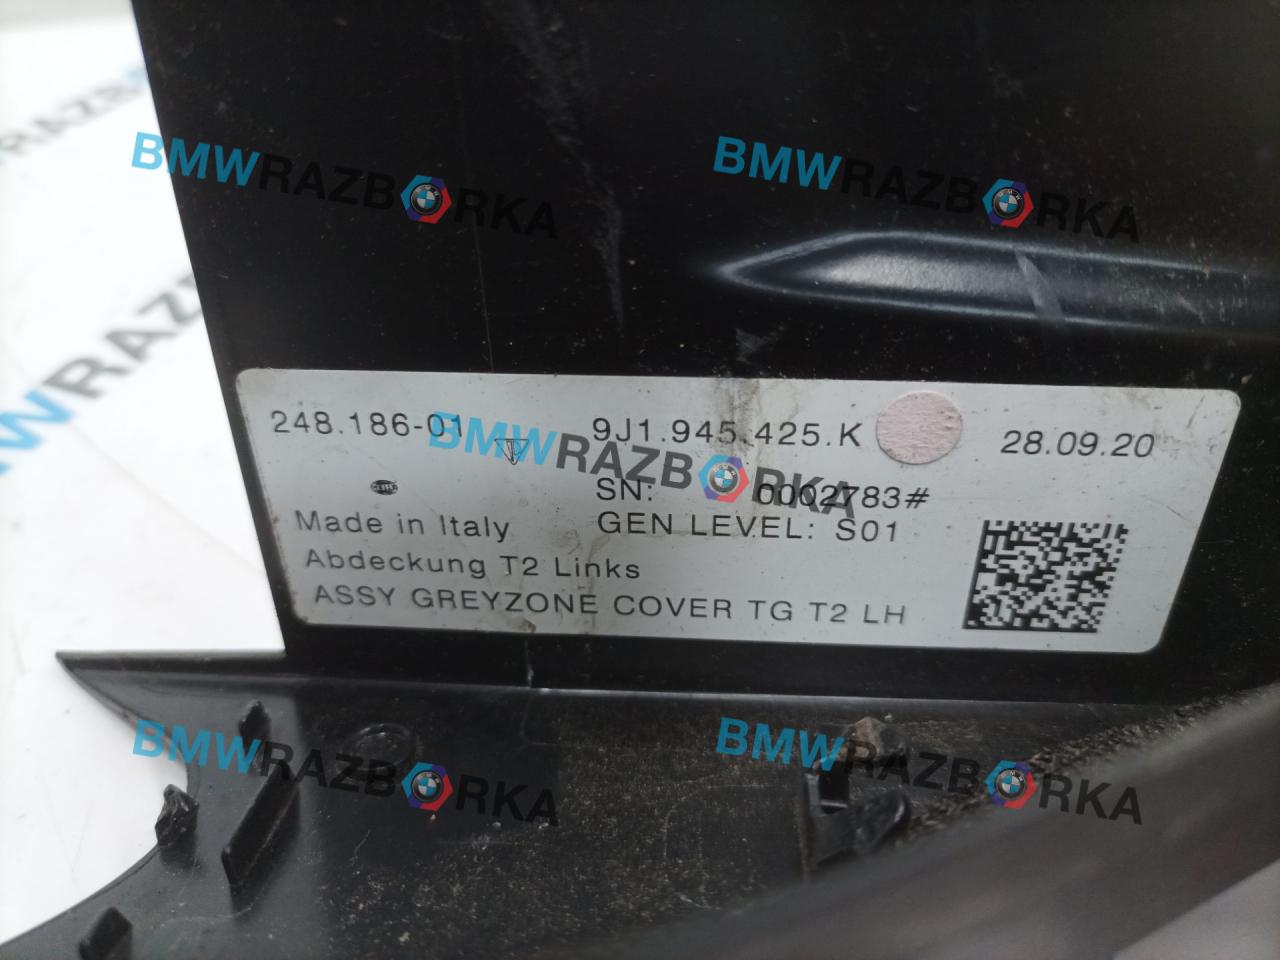 BMWRAZBORKA
BMWRAZBORKA
248.186-01 9J1.945.425.K 28.09.20
BMWRAZBORKA
SN: 0002783#
Made in Italy GEN LEVEL: S01
Abdeckung T2 Links
ASSY GREYZONE COVER TG T2 LH
BMWRAZBORKA
BMWRAZBORKA